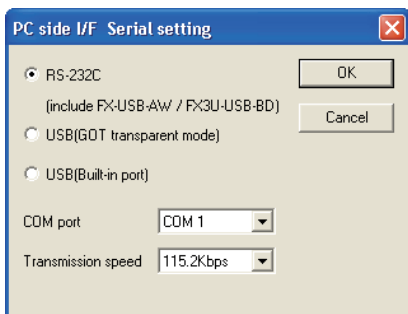 PC side I/F Serial setting
RS-232C
OK
(include FX-USB-AW / FX3U-USB-BD)
Cancel
USB(GOT transparent mode)
USB(Built-in port)
COM port
COM 1
Transmission speed
115.2Kbps